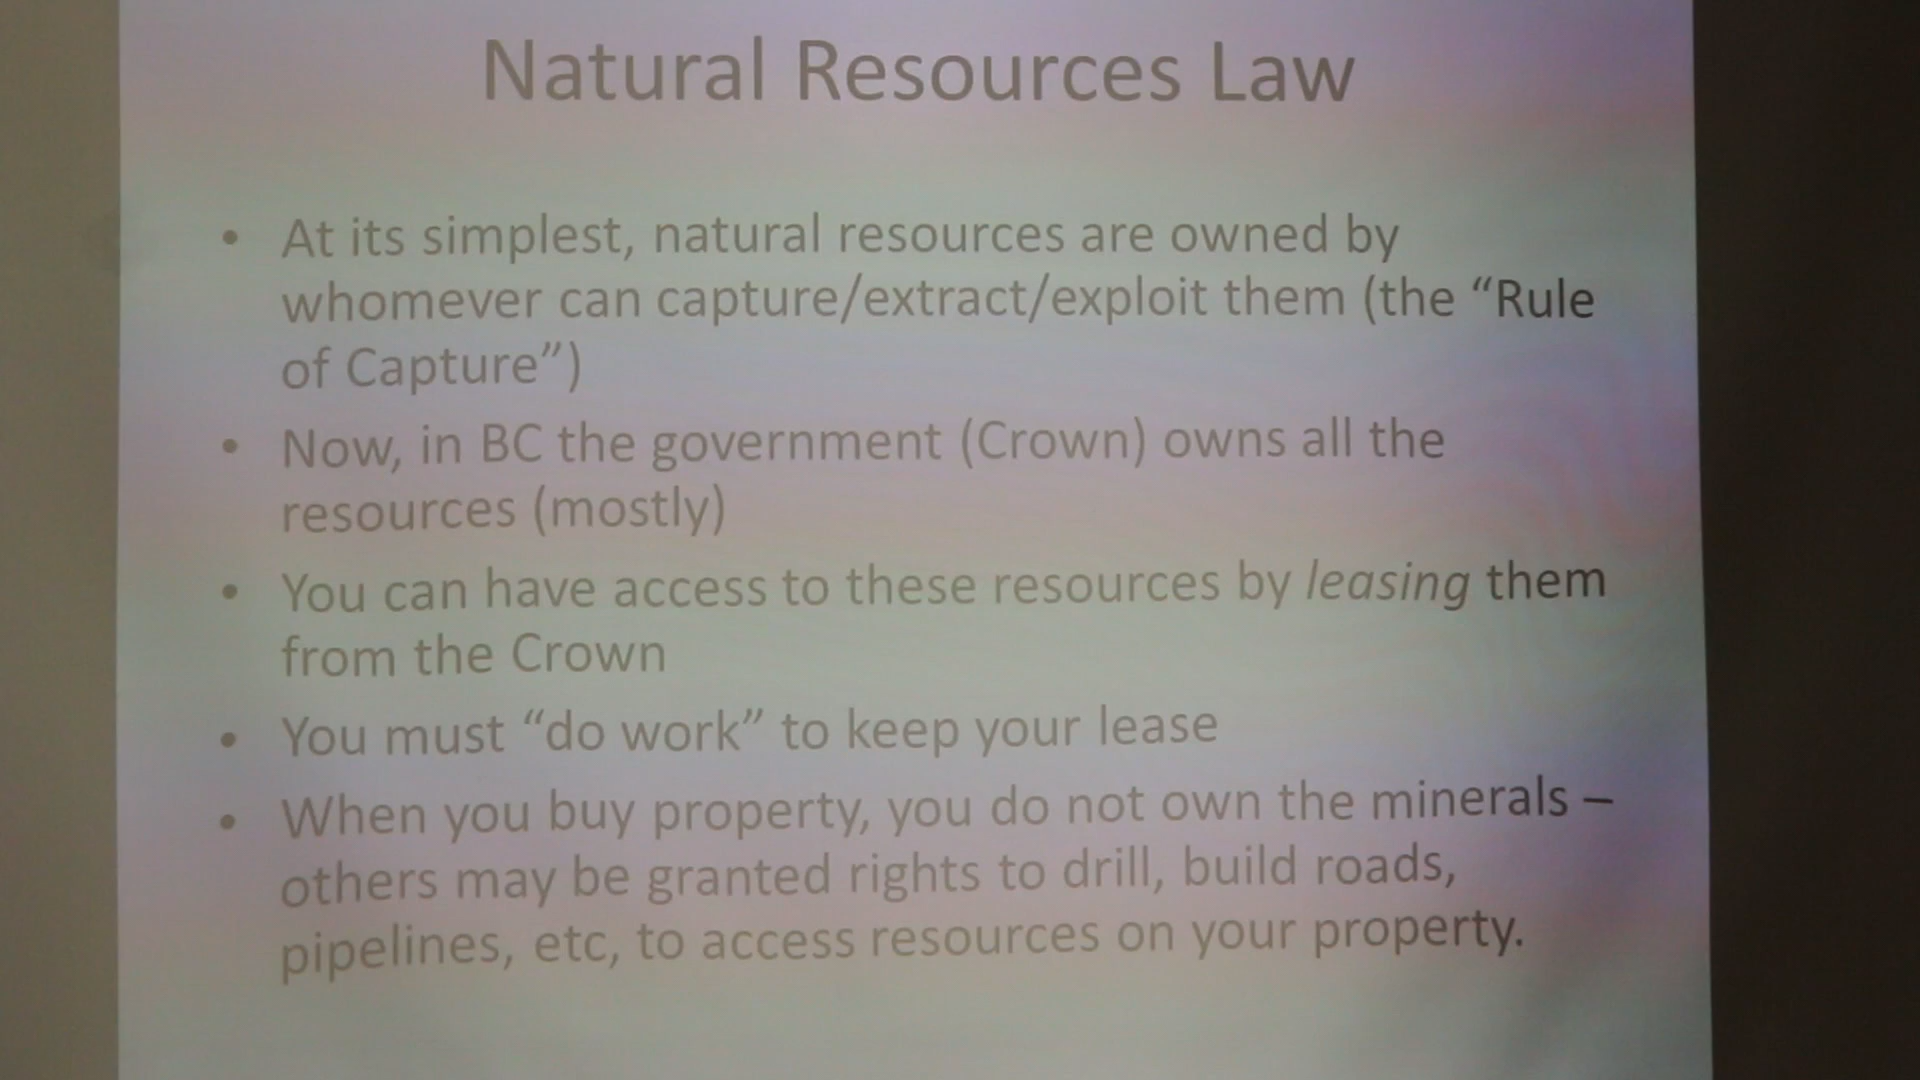 Natural Resources Law
• At its simplest, natural resources are owned by
whomever can capture/extract/exploit them (the “Rule
of Capture”)
• Now, in BC the government (Crown) owns all the
resources (mostly)
• You can have access to these resources by leasing them
from the Crown
• You must “do work” to keep your lease
• When you buy property, you do not own the minerals –
others may be granted rights to drill, build roads,
pipelines, etc, to access resources on your property.